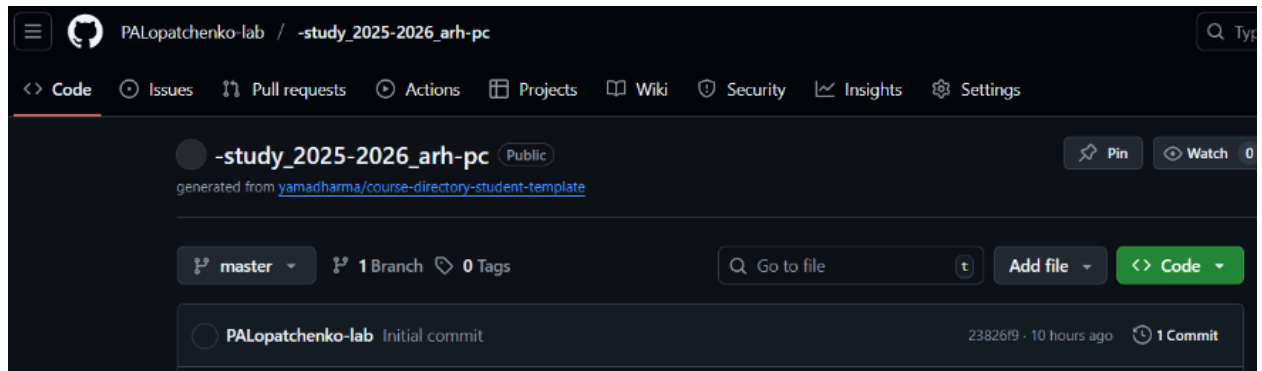 PALopatchenko-lab / -study_2025-2026_arh-pc
Code Issues Pull requests Actions Projects Wiki Security Insights Settings
-study_2025-2026_arh-pc Public Pin Watch 0
generated from yamadharma/course-directory-student-template
master 1 Branch 0 Tags Go to file t Add file Code
PALopatchenko-lab Initial commit 23826f9 · 10 hours ago 1 Commit